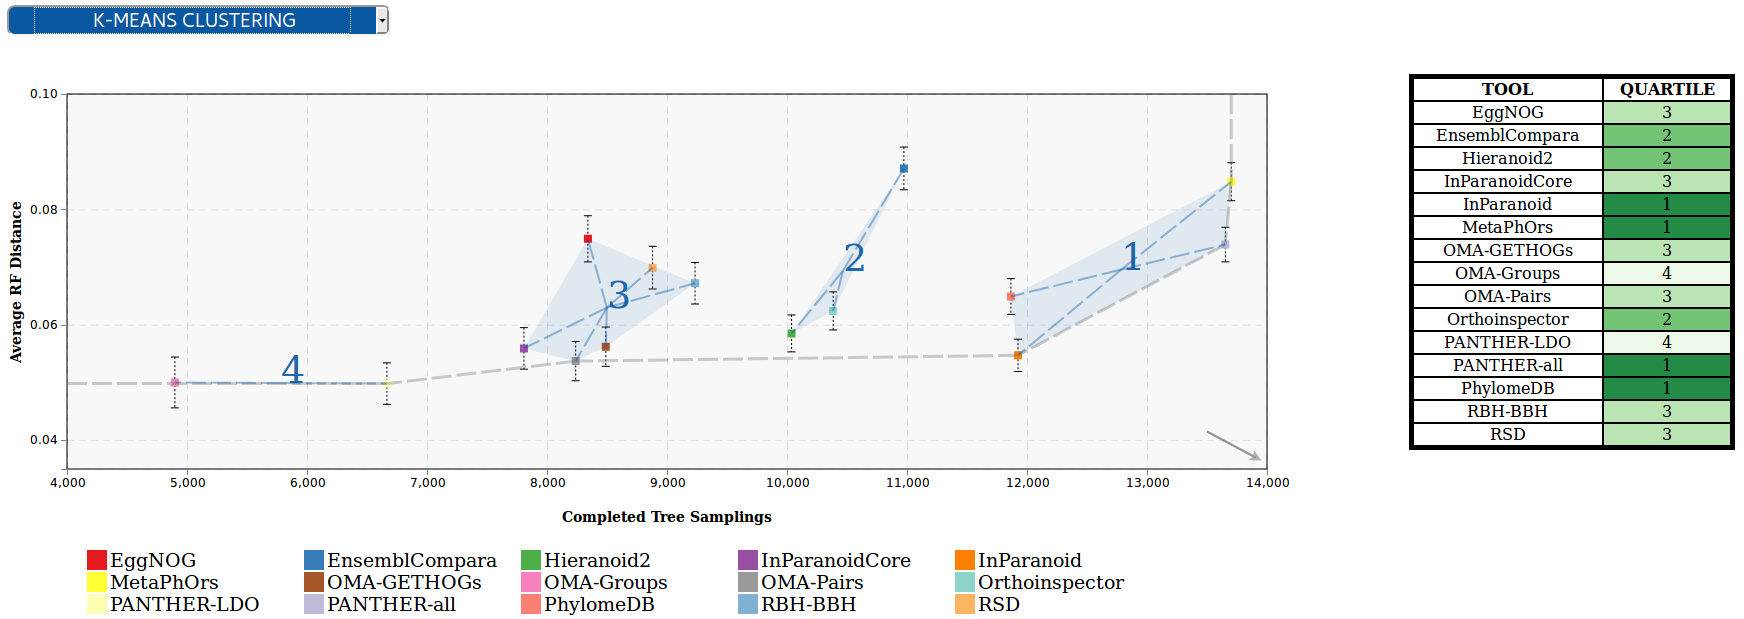 K-MEANS CLUSTERING
TOOL QUARTILE
EggNOG 3
EnsemblCompara 2
Hieranoid2 2
InParanoidCore 3
InParanoid 1
MetaPhOrs 1
OMA-GETHOGs 3
OMA-Groups 4
OMA-Pairs 3
Orthoinspector 2
PANTHER-LDO 4
PANTHER-all 1
PhylomeDB 1
RBH-BBH 3
RSD 3
Average RF Distance
0.10
0.08
0.06
0.04
4
3
2
1
4,000 5,000 6,000 7,000 8,000 9,000 10,000 11,000 12,000 13,000 14,000
Completed Tree Samplings
EggNOG EnsemblCompara Hieranoid2 InParanoidCore InParanoid
MetaPhOrs OMA-GETHOGs OMA-Groups OMA-Pairs Orthoinspector
PANTHER-LDO PANTHER-all PhylomeDB RBH-BBH RSD